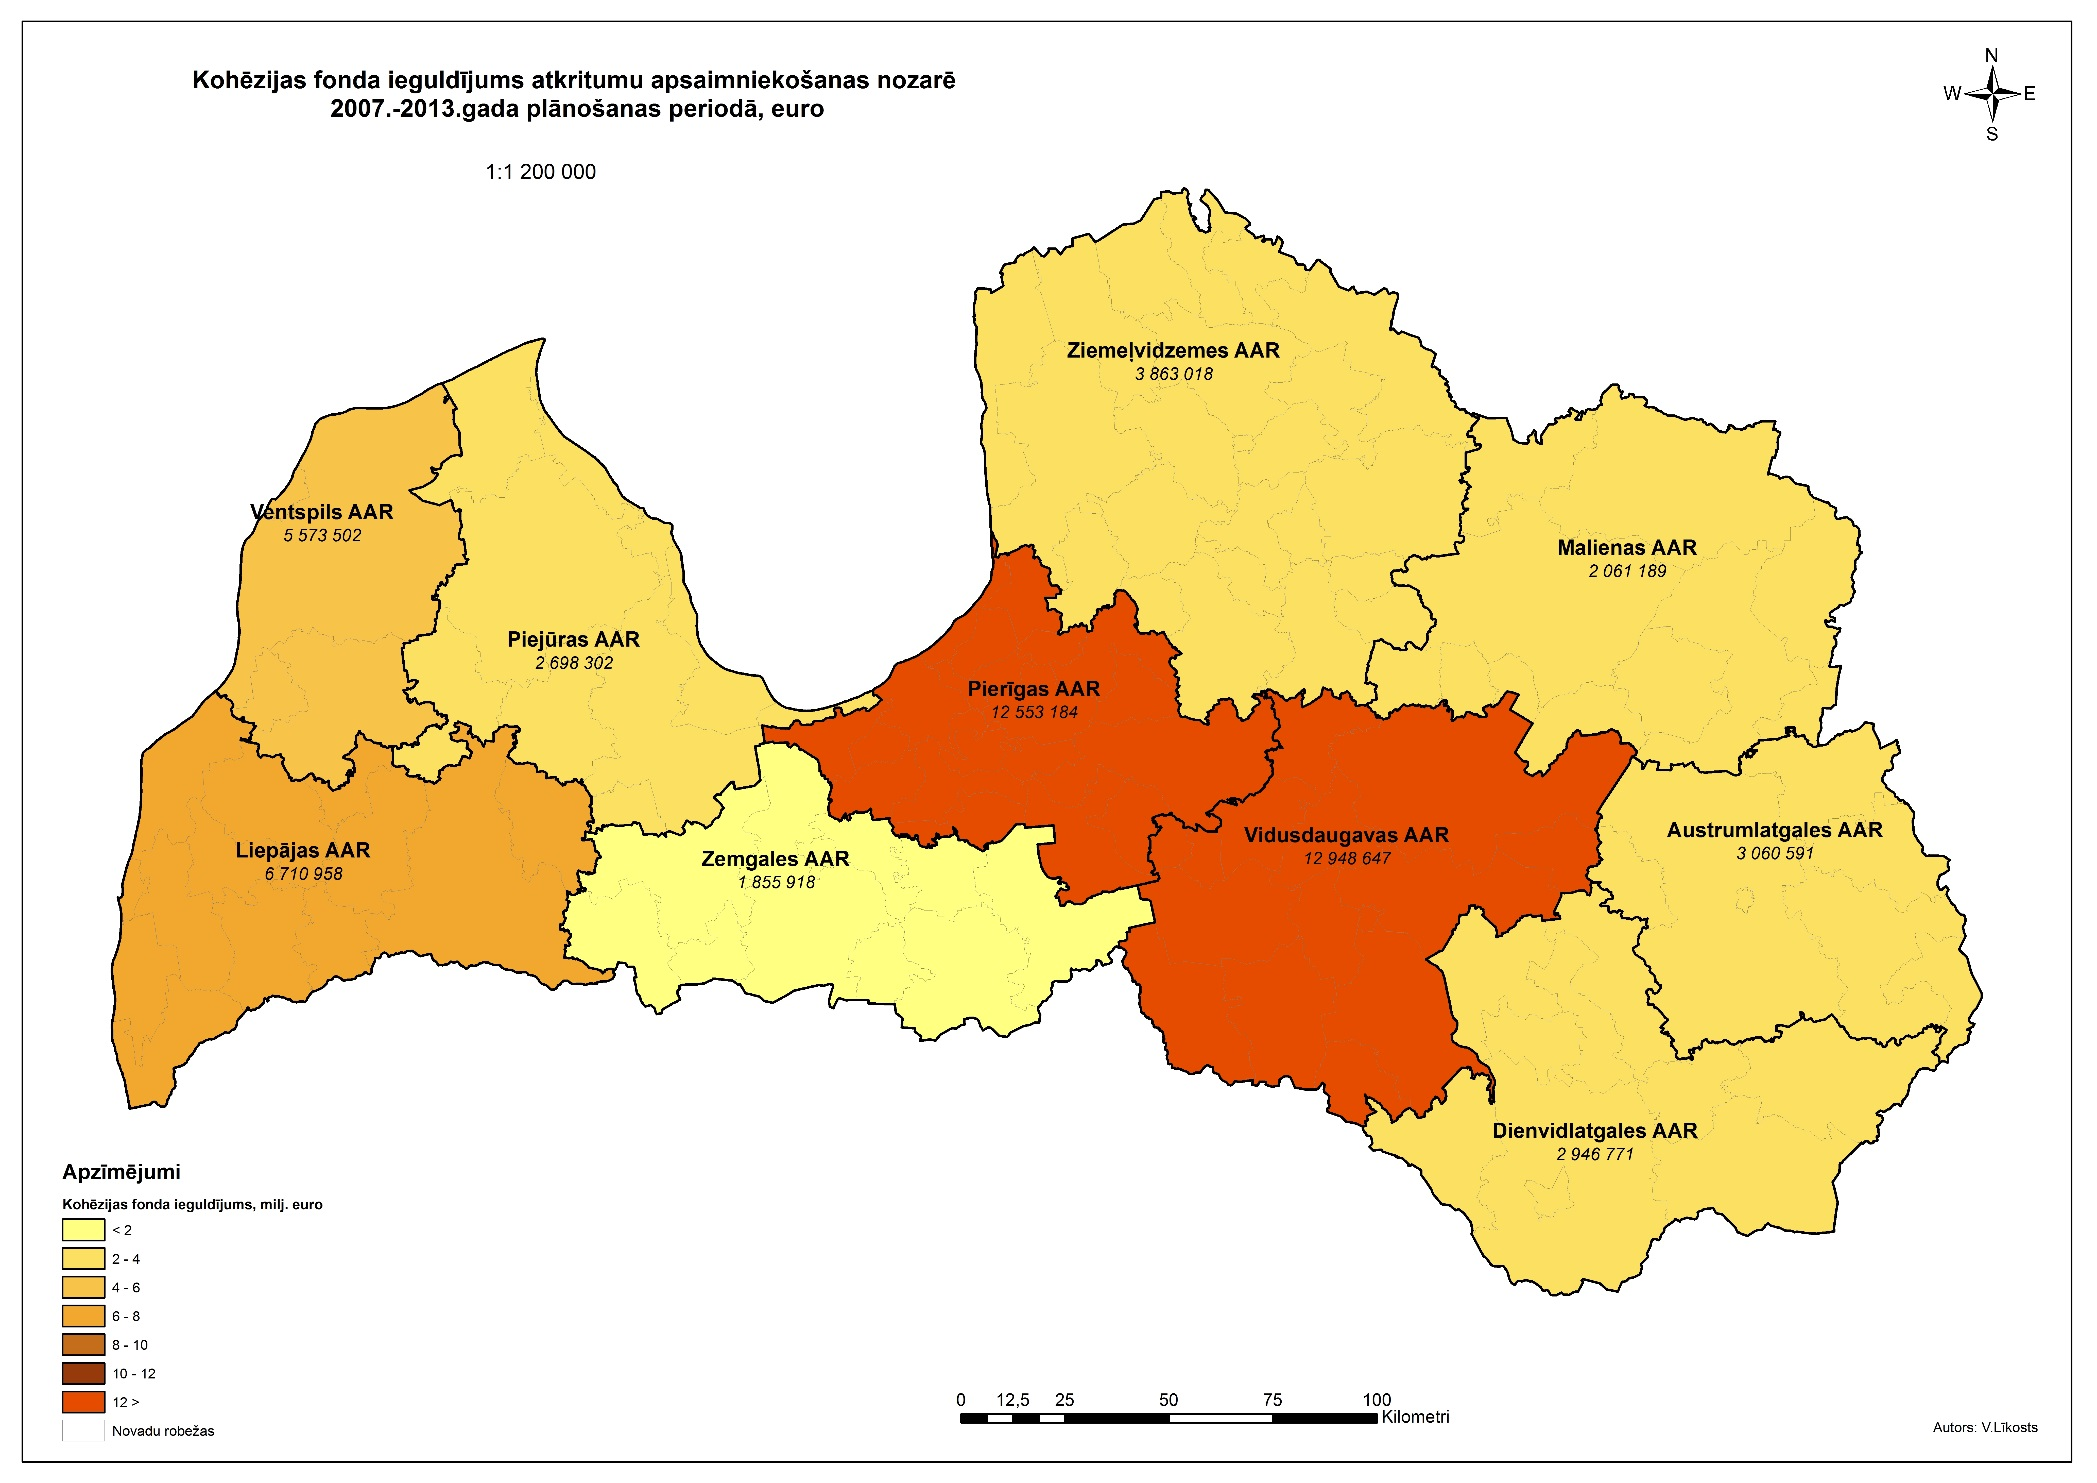 Kohēzijas fonda ieguldījums atkritumu apsaimniekošanas nozarē
2007.-2013.gada plānošanas periodā, euro
1:1 200 000
N
W E
S
Ziemeļvidzemes AAR
3 863 018
Ventspils AAR
5 573 502
Malienas AAR
2 061 189
Piejūras AAR
2 698 302
Pierīgas AAR
12 553 184
Liepājas AAR
6 710 958
Zemgales AAR
1 855 918
Vidusdaugavas AAR
12 948 647
Austrumlatgales AAR
3 060 591
Dienvidlatgales AAR
2 946 771
Apzīmējumi
Kohēzijas fonda ieguldījums, milj. euro
< 2
2 - 4
4 - 6
6 - 8
8 - 10
10 - 12
12 >
Novadu robežas
0 12,5 25 50 75 100
Kilometri
Autors: V.Līkosts